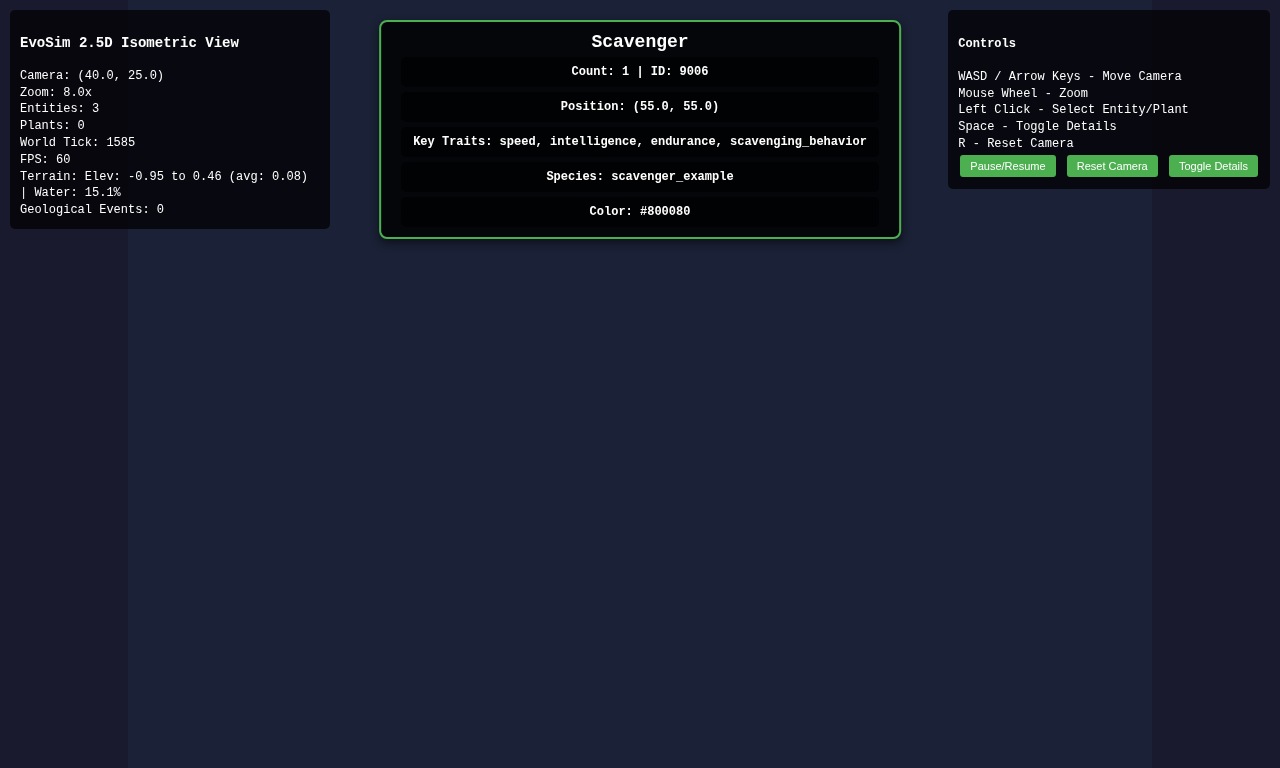 EvoSim 2.5D Isometric View
Camera: (40.0, 25.0)
Zoom: 8.0x
Entities: 3
Plants: 0
World Tick: 1585
FPS: 60
Terrain: Elev: -0.95 to 0.46 (avg: 0.08)
| Water: 15.1%
Geological Events: 0
Scavenger
Count: 1 | ID: 9006
Position: (55.0, 55.0)
Key Traits: speed, intelligence, endurance, scavenging_behavior
Species: scavenger_example
Color: #800080
Controls
WASD / Arrow Keys - Move Camera
Mouse Wheel - Zoom
Left Click - Select Entity/Plant
Space - Toggle Details
R - Reset Camera
Pause/Resume Reset Camera Toggle Details